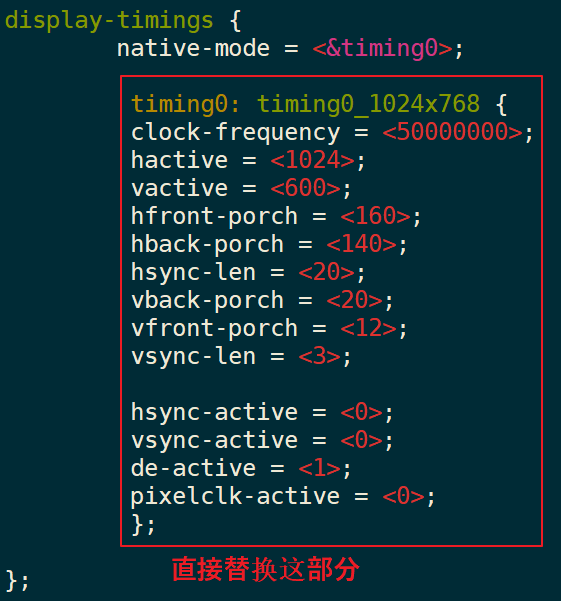 display-timings {
native-mode = <&timing0>;
timing0: timing0_1024x768 {
clock-frequency = <50000000>;
hactive = <1024>;
vactive = <600>;
hfront-porch = <160>;
hback-porch = <140>;
hsync-len = <20>;
vback-porch = <20>;
vfront-porch = <12>;
vsync-len = <3>;
hsync-active = <0>;
vsync-active = <0>;
de-active = <1>;
pixelclk-active = <0>;
};
直接替换这部分
};